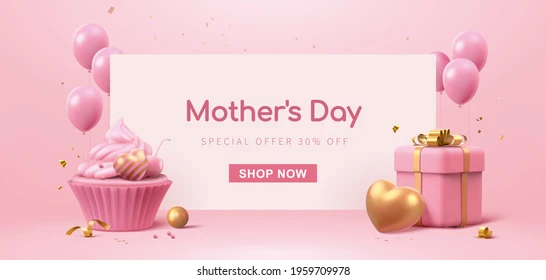 Mother's Day
SPECIAL OFFER 30% OFF
SHOP NOW
shutterstock.com · 1959709978